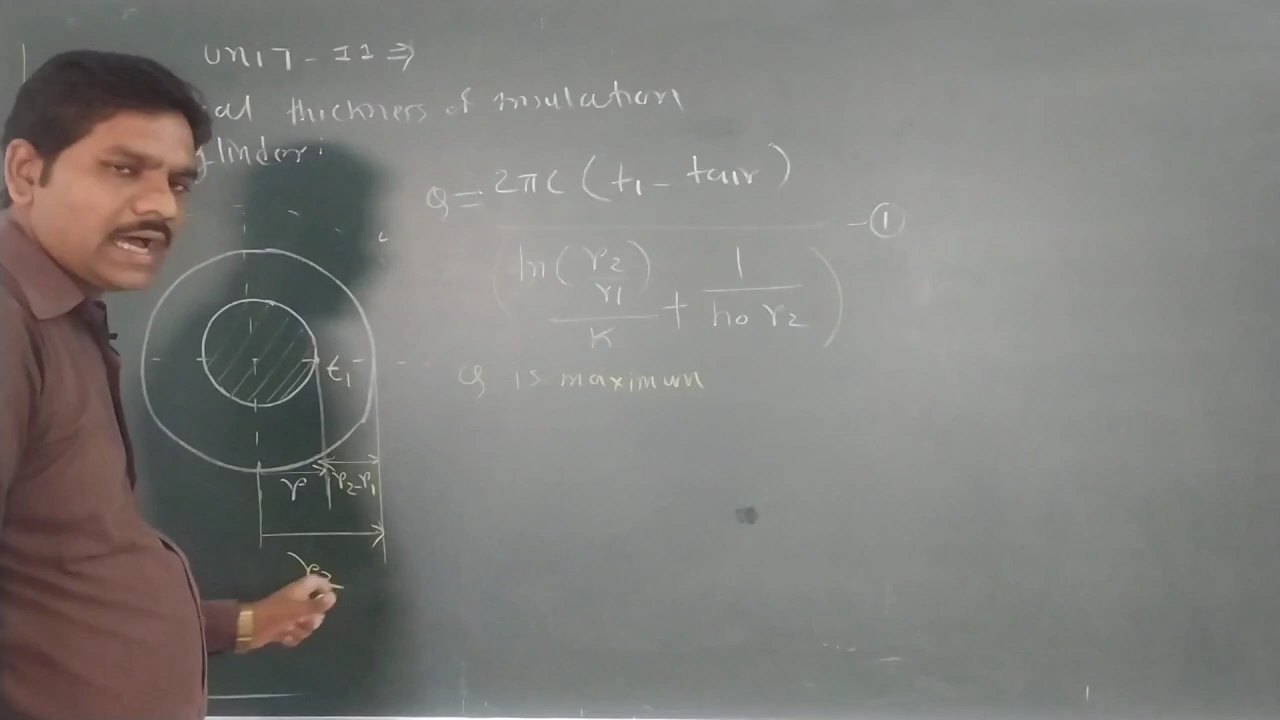 UNIT - II ⇒
al thickness of insulation
ylinder:
Q = 2πL (t1 - tair)
ln(r2/r1)/K + 1/ho r2 - ①
t1
Q is maximum
r r2-r1
r2